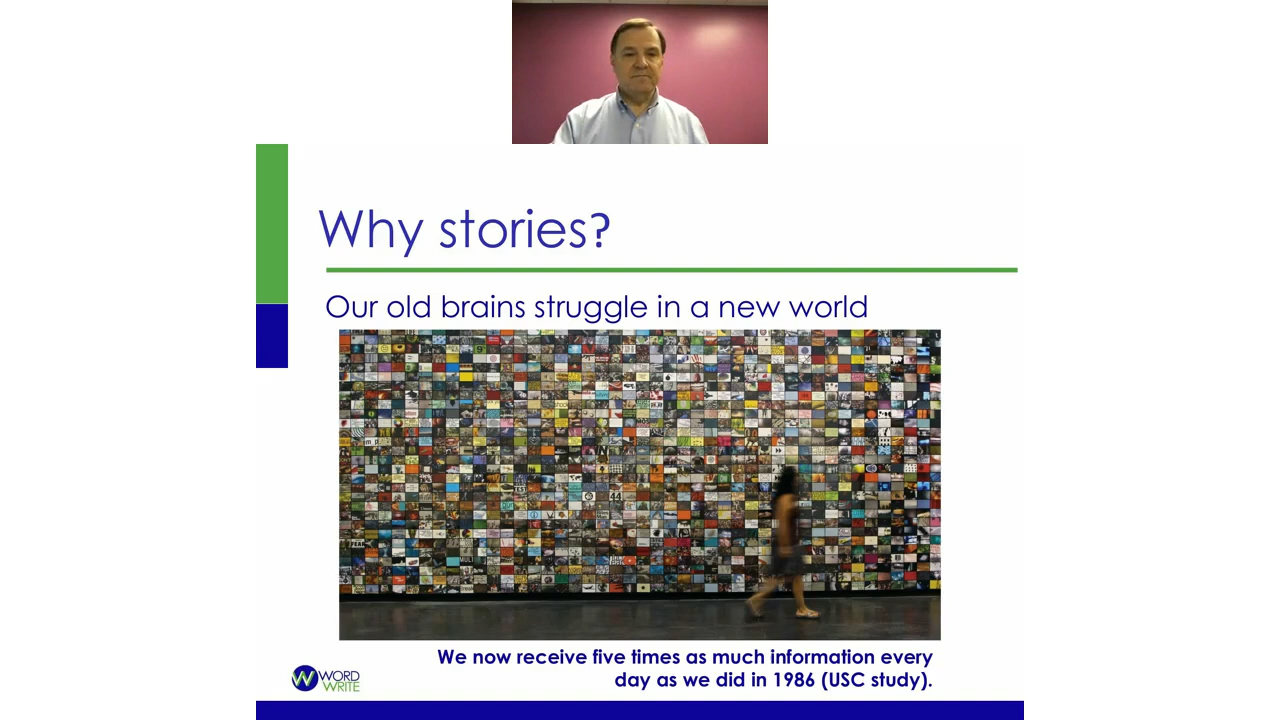 Why stories?
Our old brains struggle in a new world
We now receive five times as much information every
day as we did in 1986 (USC study).
W WORD
WRITE